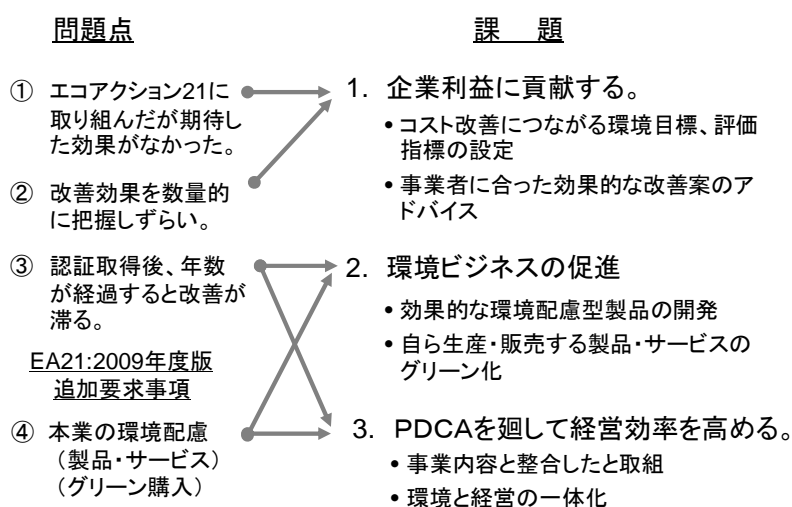 問題点
① エコアクション21に
取り組んだが期待し
た効果がなかった。
② 改善効果を数量的
に把握しずらい。
③ 認証取得後、年数
が経過すると改善が
滞る。
EA21:2009年度版
追加要求事項
④ 本業の環境配慮
(製品・サービス)
(グリーン購入)
課 題
1. 企業利益に貢献する。
• コスト改善につながる環境目標、評価
指標の設定
• 事業者に合った効果的な改善案のア
ドバイス
2. 環境ビジネスの促進
• 効果的な環境配慮型製品の開発
• 自ら生産・販売する製品・サービスの
グリーン化
3. PDCAを廻して経営効率を高める。
• 事業内容と整合したと取組
• 環境と経営の一体化